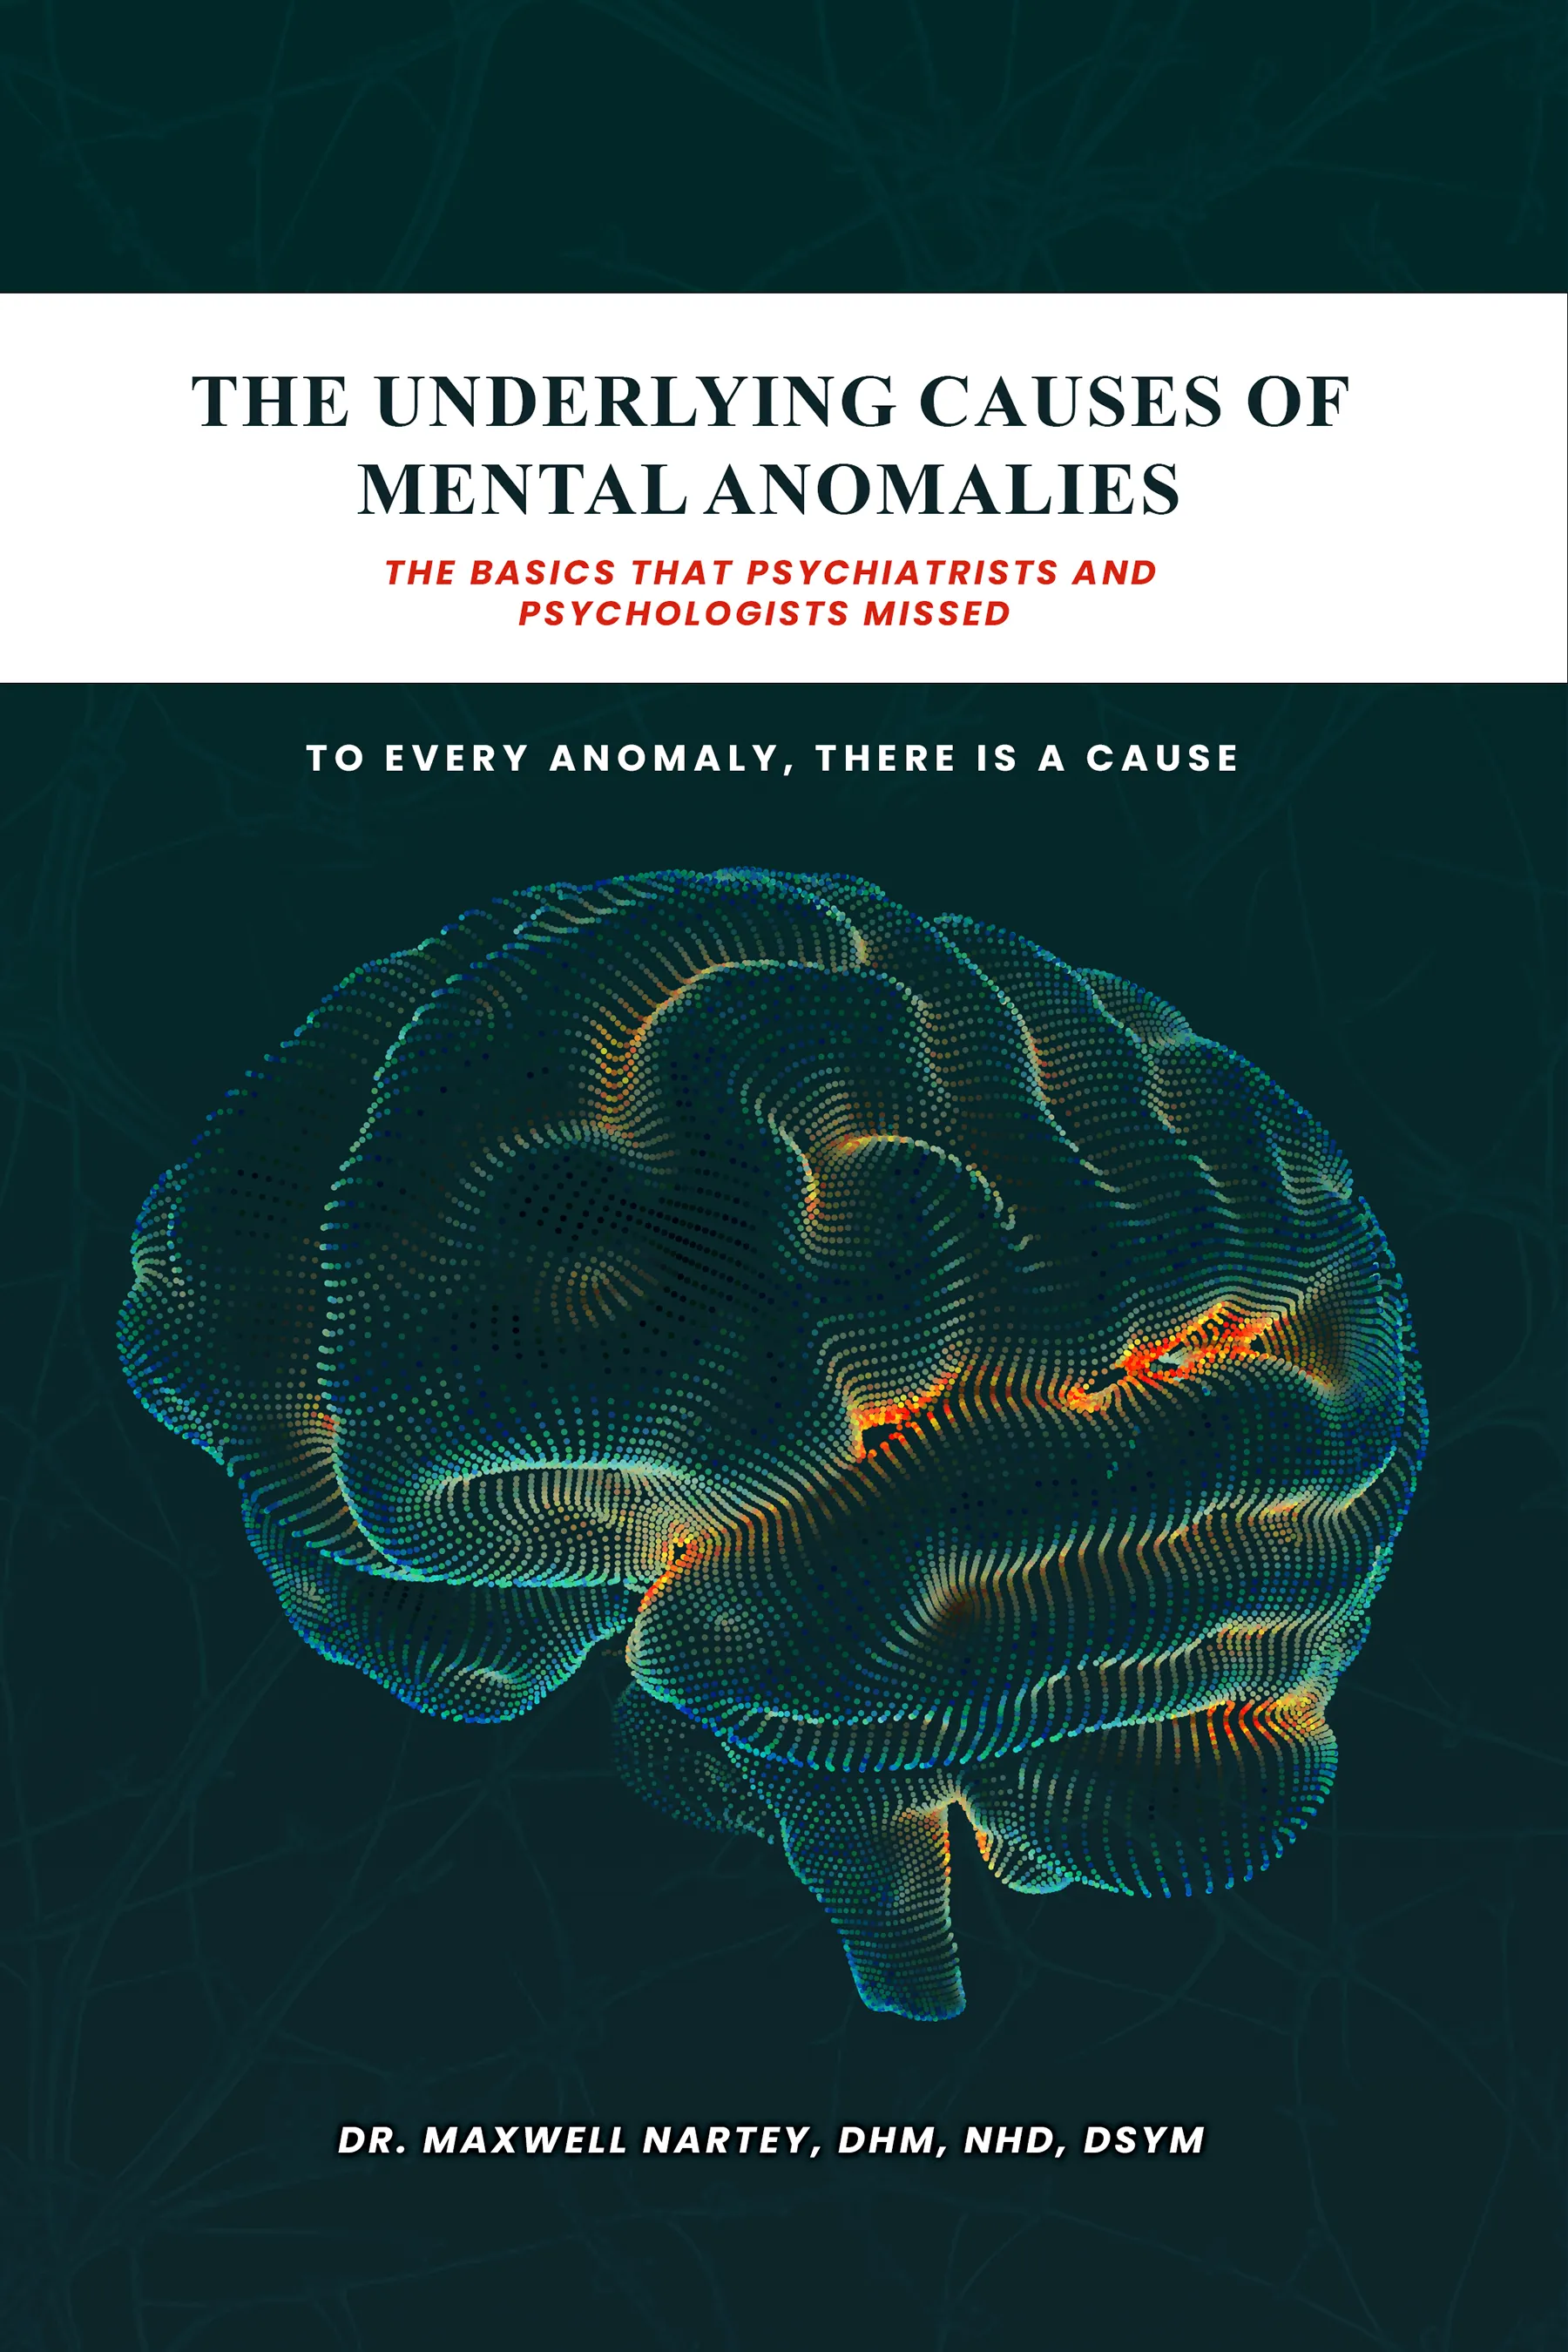 THE UNDERLYING CAUSES OF
MENTAL ANOMALIES
THE BASICS THAT PSYCHIATRISTS AND
PSYCHOLOGISTS MISSED
TO EVERY ANOMALY, THERE IS A CAUSE
DR. MAXWELL NARTEY, DHM, NHD, DSYM